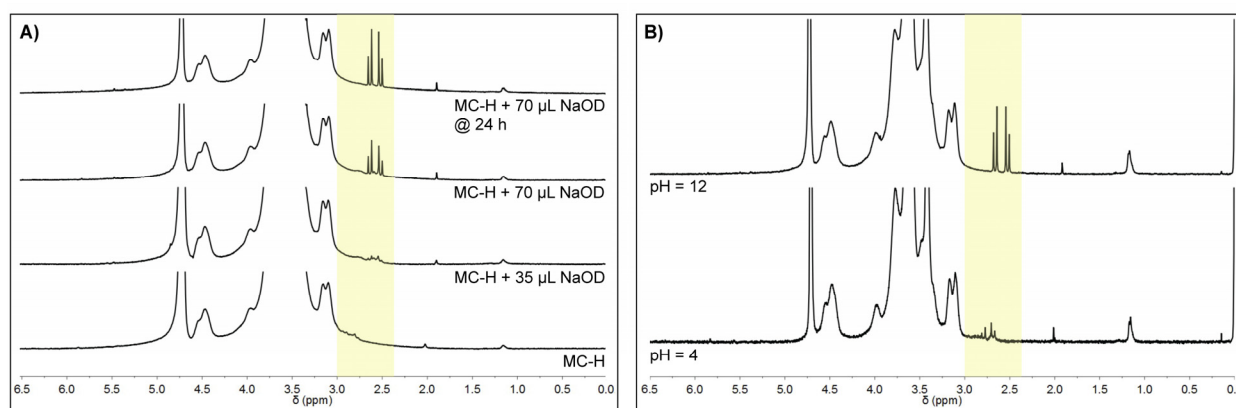 A)
MC-H + 70 µL NaOD
@ 24 h
MC-H + 70 µL NaOD
MC-H + 35 µL NaOD
MC-H
6.5 6.0 5.5 5.0 4.5 4.0 3.5 3.0 2.5 2.0 1.5 1.0 0.5 0.0
δ (ppm)
B)
pH = 12
pH = 4
6.5 6.0 5.5 5.0 4.5 4.0 3.5 3.0 2.5 2.0 1.5 1.0 0.5 0.0
δ (ppm)